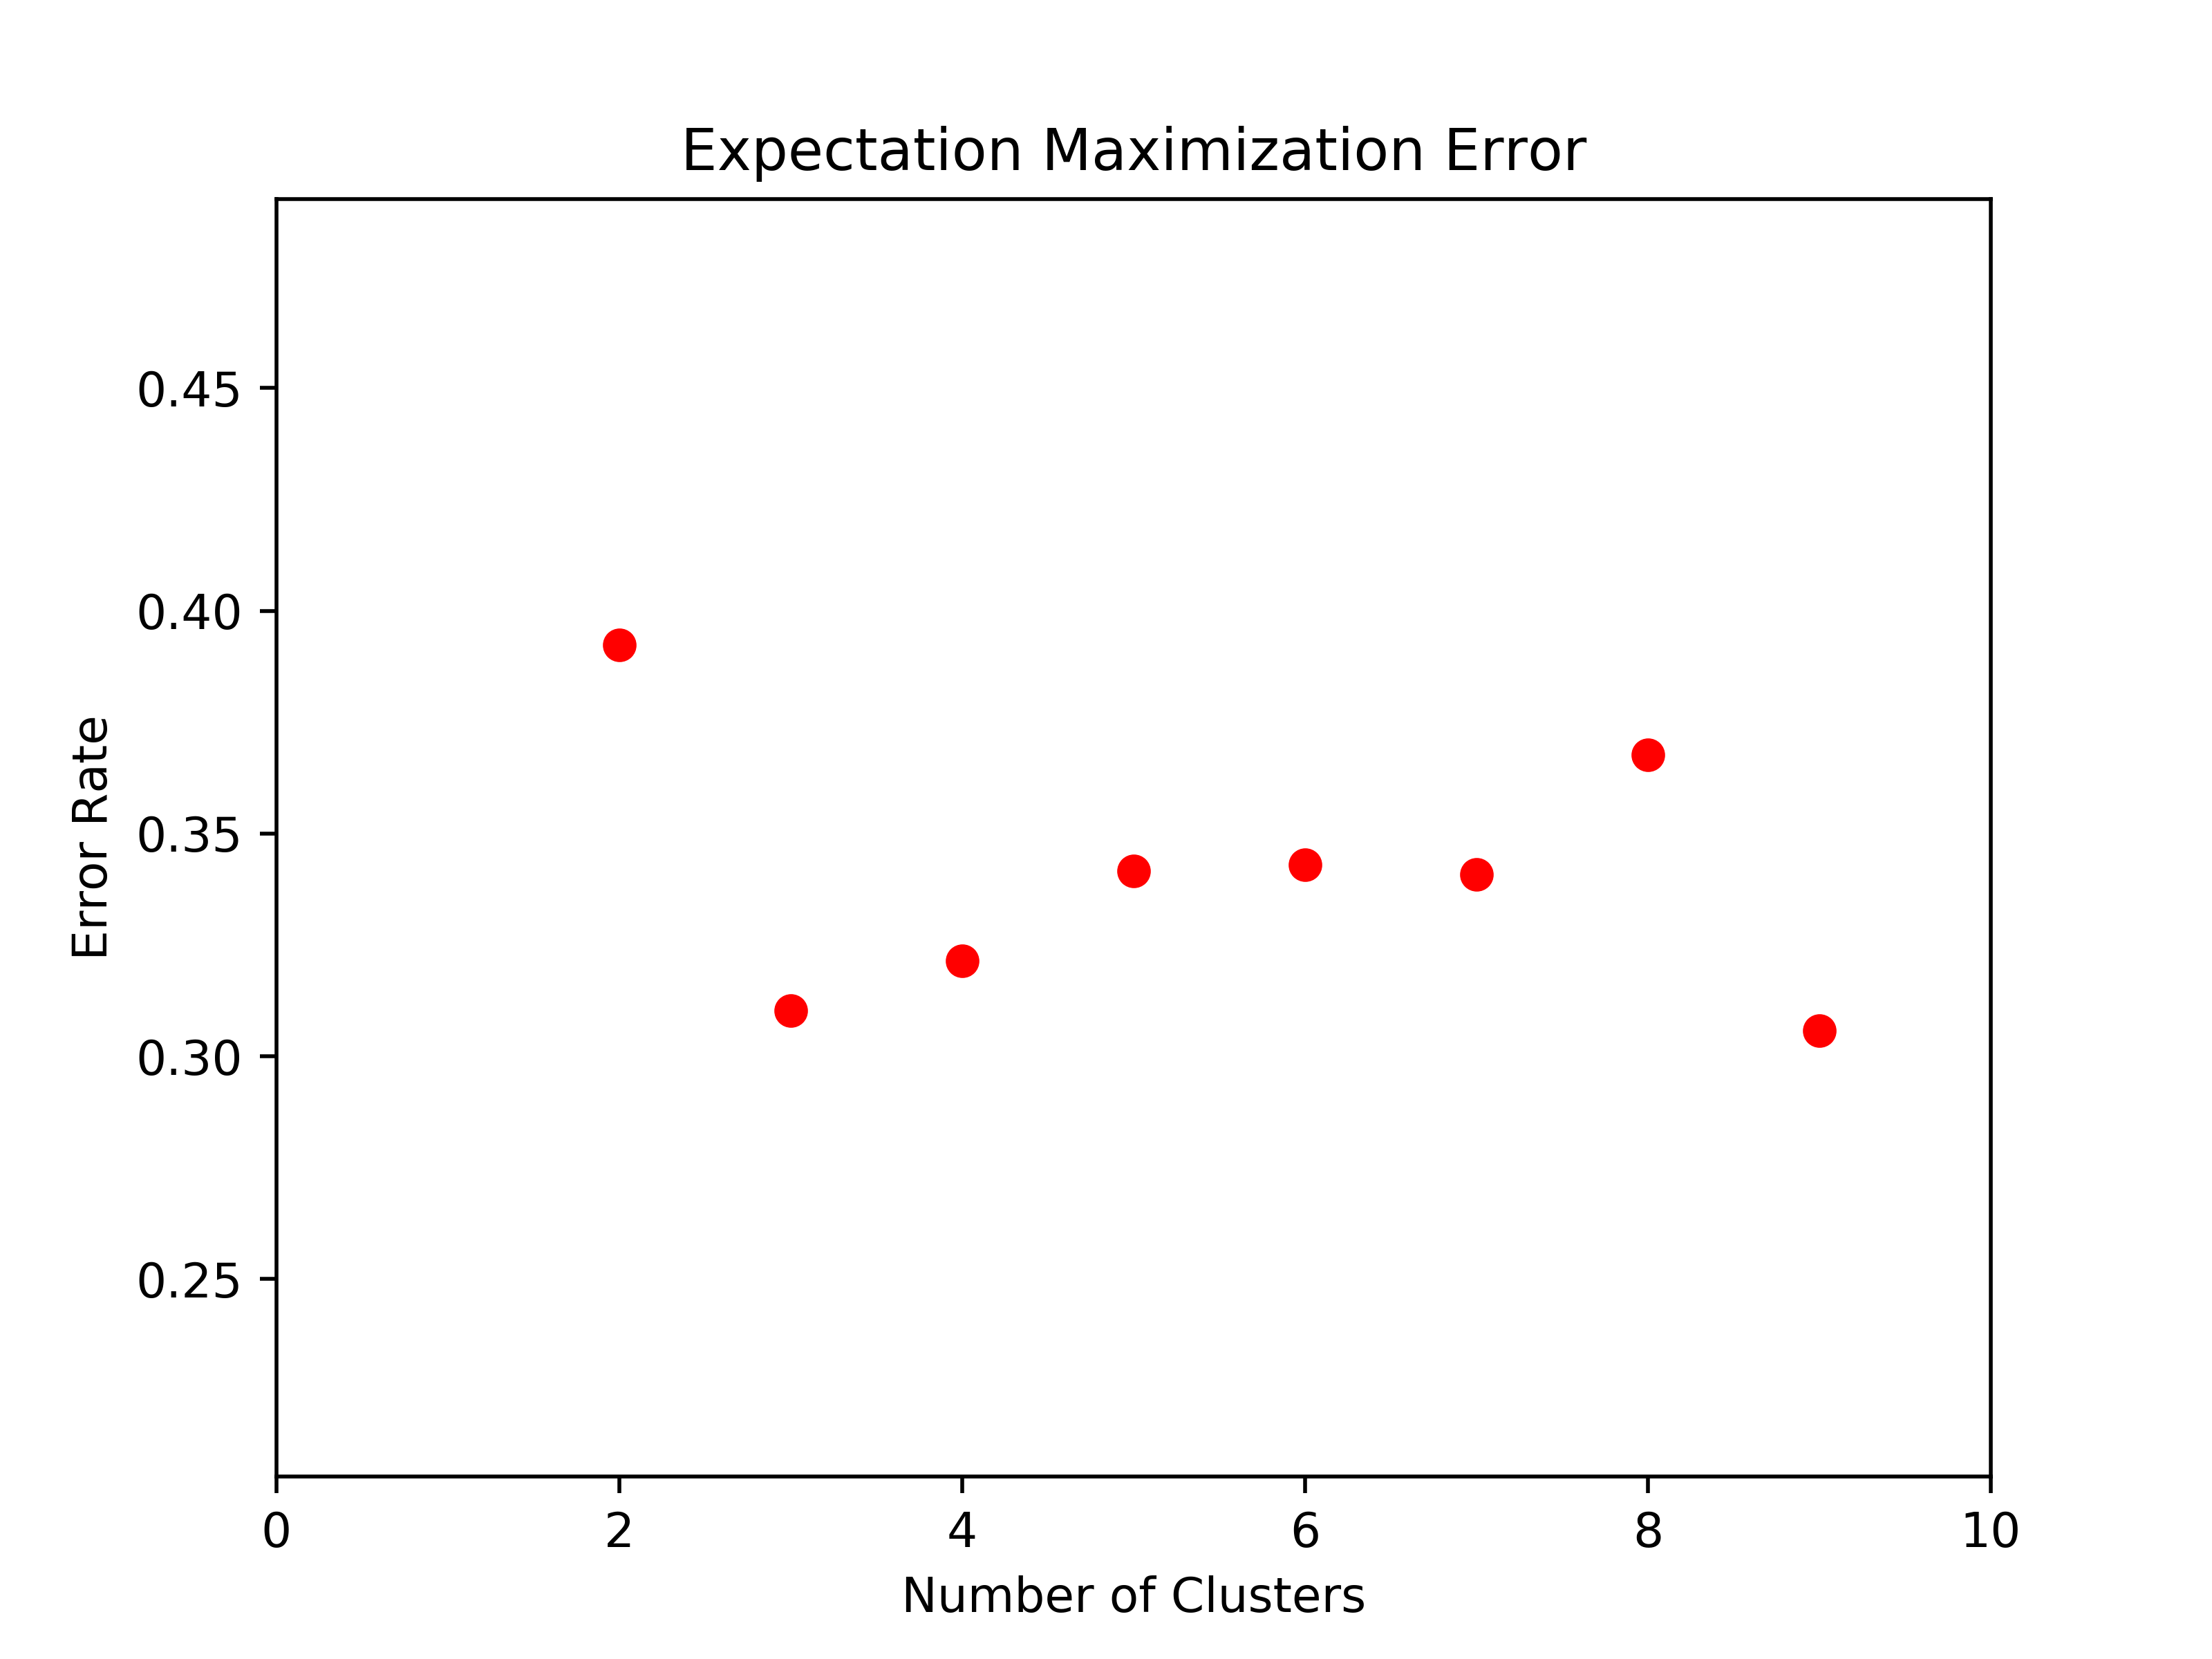 Expectation Maximization Error
0.45
0.40
0.35
0.30
0.25
Error Rate
0 2 4 6 8 10
Number of Clusters